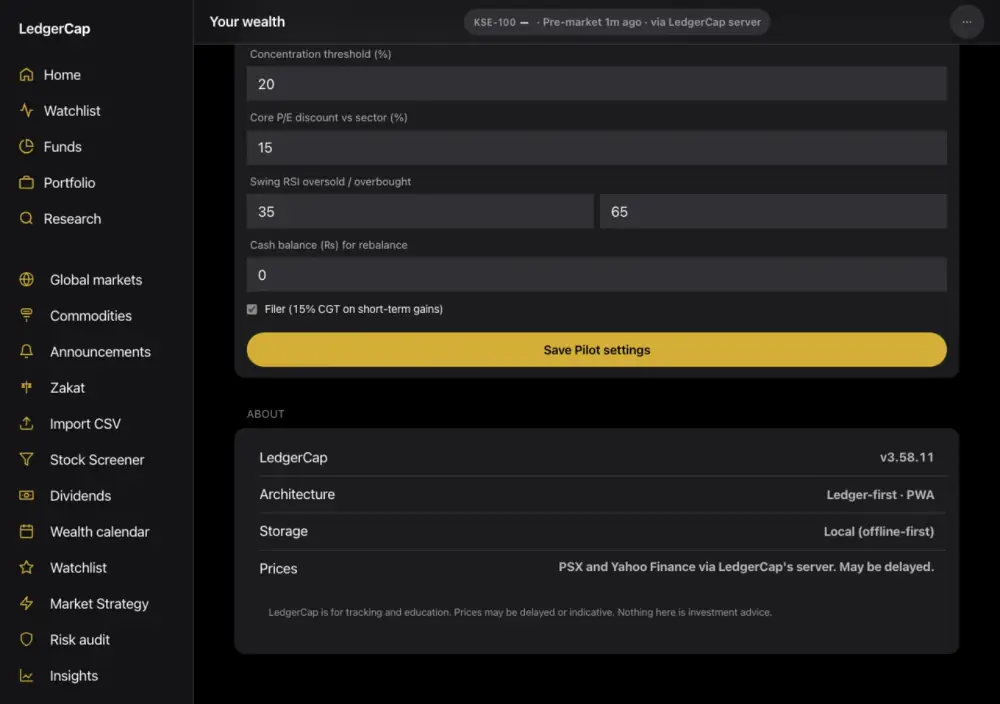 LedgerCap
Home
Watchlist
Funds
Portfolio
Research
Global markets
Commodities
Announcements
Zakat
Import CSV
Stock Screener
Dividends
Wealth calendar
Watchlist
Market Strategy
Risk audit
Insights
Your wealth
KSE-100 — · Pre-market 1m ago · via LedgerCap server
...
Concentration threshold (%)
20
Core P/E discount vs sector (%)
15
Swing RSI oversold / overbought
35 65
Cash balance (₨) for rebalance
0
Filer (15% CGT on short-term gains)
Save Pilot settings
ABOUT
LedgerCap v3.58.11
Architecture Ledger-first · PWA
Storage Local (offline-first)
Prices PSX and Yahoo Finance via LedgerCap's server. May be delayed.
LedgerCap is for tracking and education. Prices may be delayed or indicative. Nothing here is investment advice.